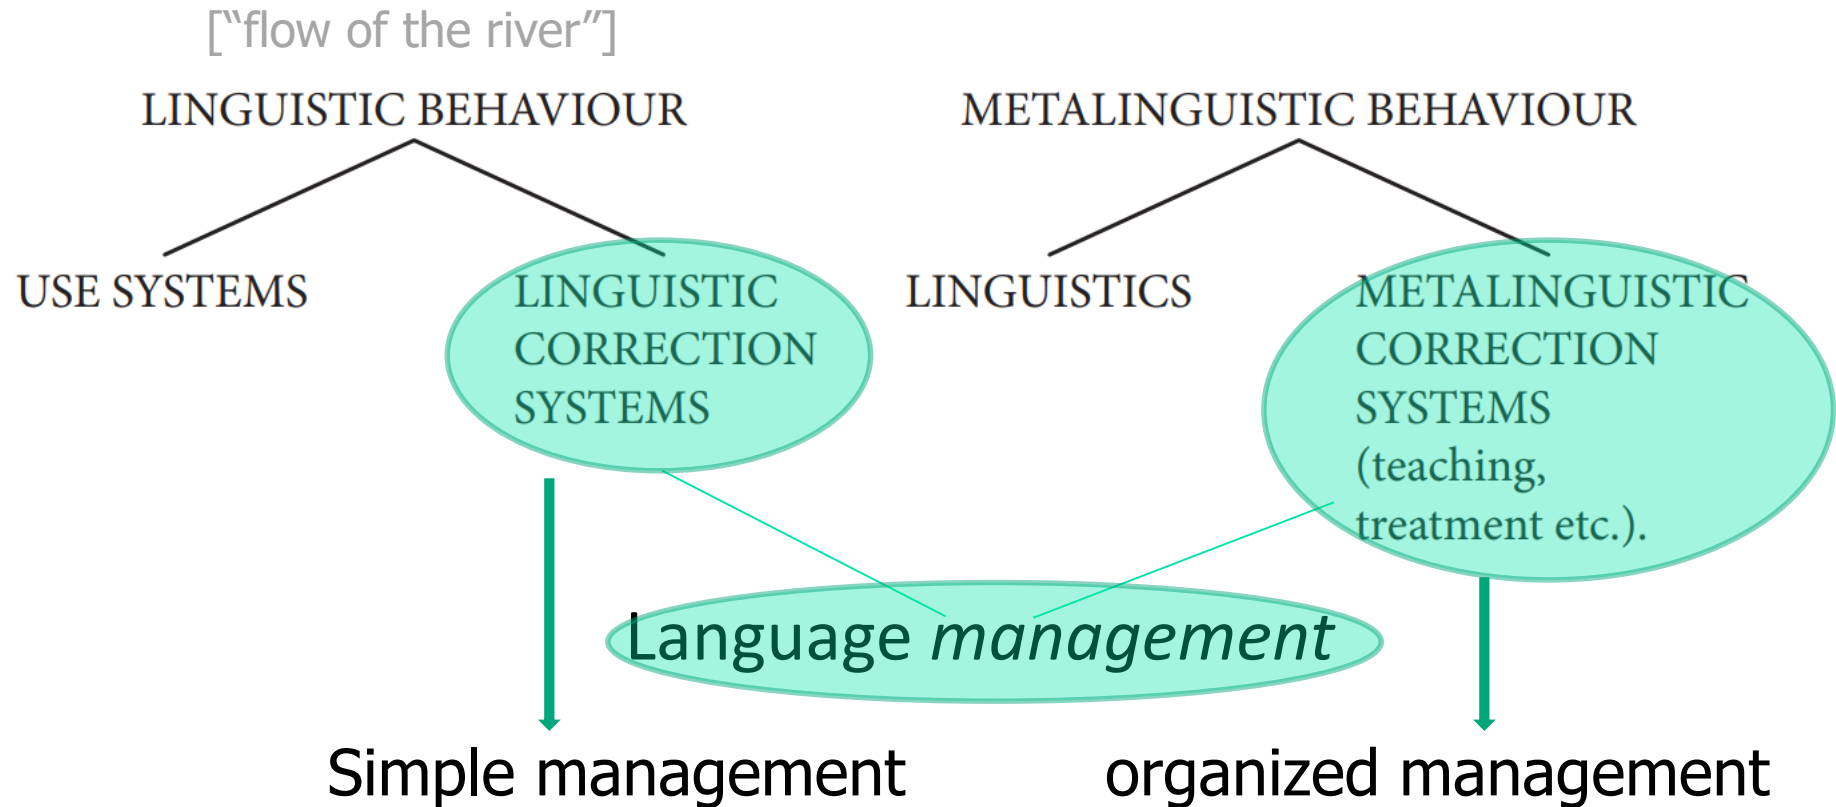 [“flow of the river”]
LINGUISTIC BEHAVIOUR
METALINGUISTIC BEHAVIOUR
USE SYSTEMS
LINGUISTIC
CORRECTION
SYSTEMS
LINGUISTICS
METALINGUISTIC
CORRECTION
SYSTEMS
(teaching,
treatment etc.).
Language management
Simple management
organized management